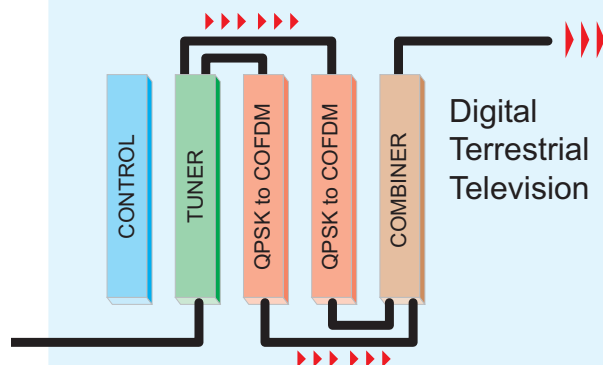 CONTROL
TUNER
QPSK to COFDM
QPSK to COFDM
COMBINER
Digital
Terrestrial
Television